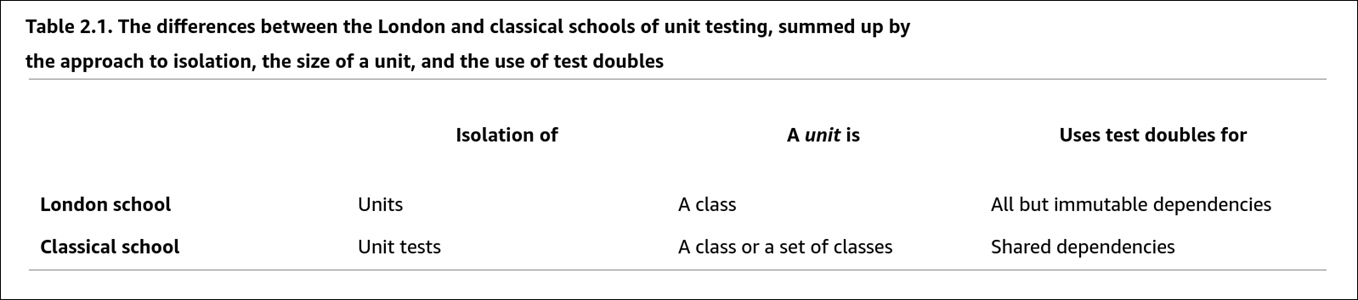 Table 2.1. The differences between the London and classical schools of unit testing, summed up by
the approach to isolation, the size of a unit, and the use of test doubles
Isolation of A unit is Uses test doubles for
London school Units A class All but immutable dependencies
Classical school Unit tests A class or a set of classes Shared dependencies